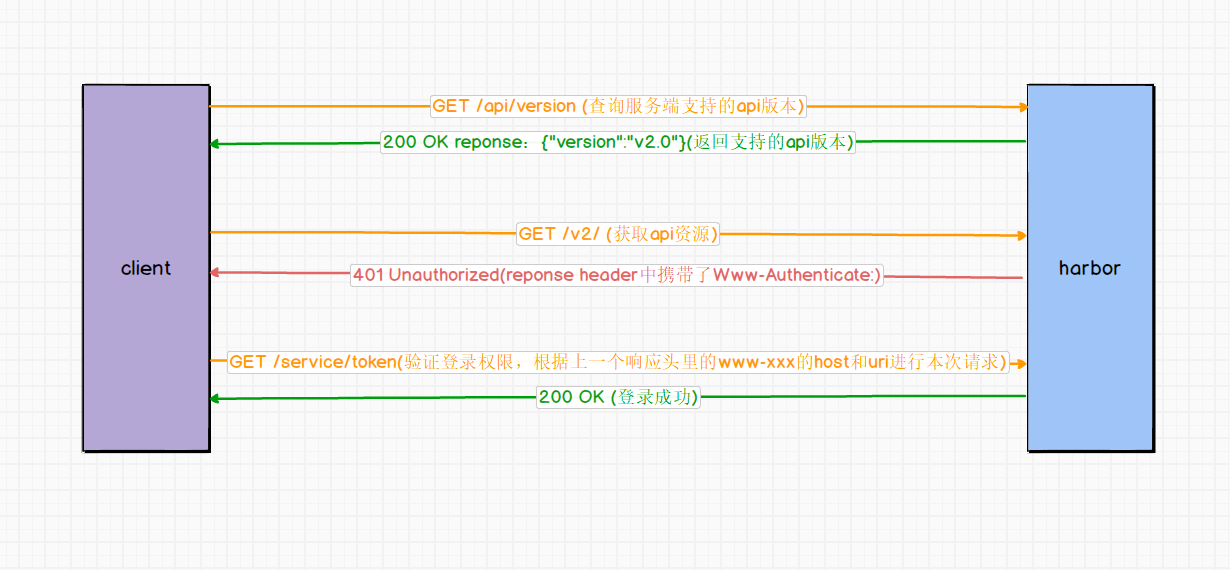 GET /api/version (查询服务端支持的api版本)
200 OK reponse：{"version":"v2.0"}(返回支持的api版本)
GET /v2/ (获取api资源)
client
harbor
401 Unauthorized(reponse header中携带了Www-Authenticate:)
GET /service/token(验证登录权限，根据上一个响应头里的www-xxx的host和uri进行本次请求)
200 OK (登录成功)